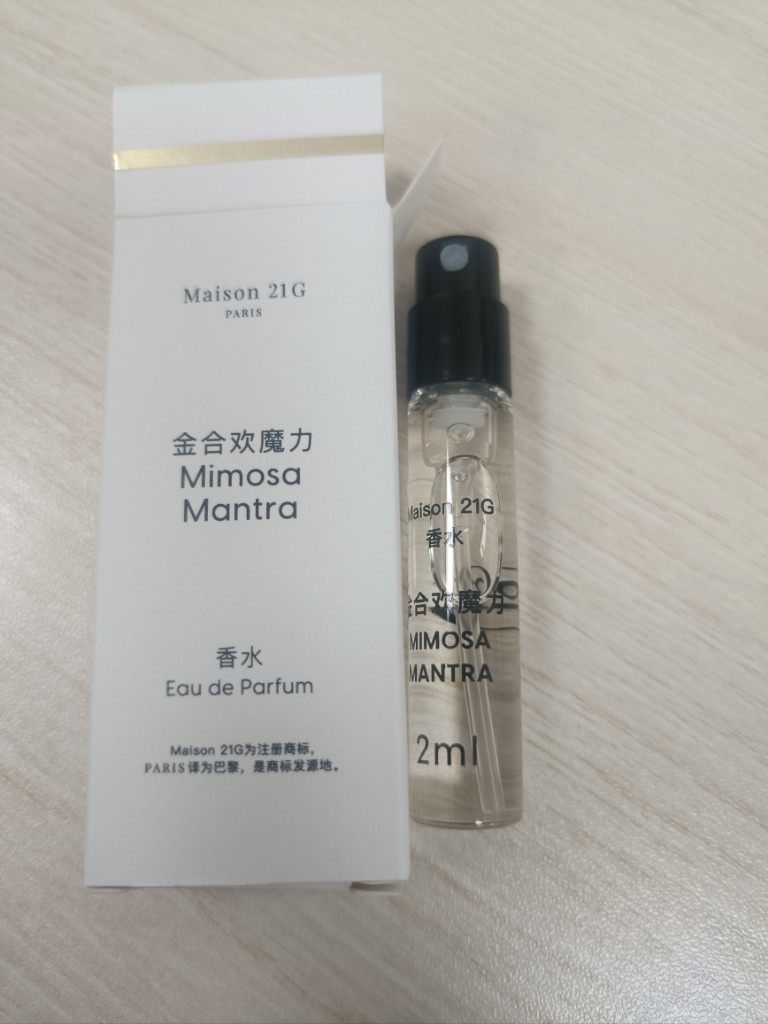 Maison 21G
PARIS
金合欢魔力
Mimosa
Mantra
香水
Eau de Parfum
Maison 21G为注册商标,
PARIS译为巴黎，是商标发源地。
Maison 21G
香水
金合欢魔力
MIMOSA
MANTRA
2ml